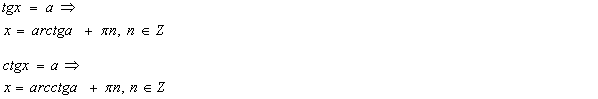 tgx = a ⇒
x = arctga + πn, n ∈ Z
ctgx = a ⇒
x = arcctga + πn, n ∈ Z